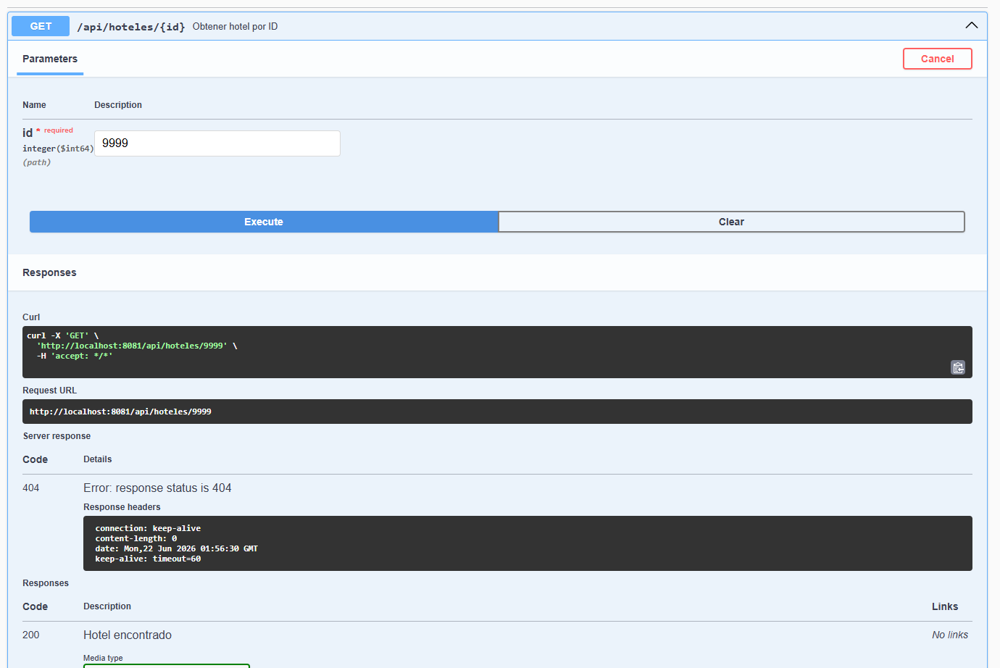 GET /api/hoteles/{id} Obtener hotel por ID
Parameters Cancel
Name Description
id * required
integer($int64) 9999
(path)
Execute Clear
Responses
Curl
curl -X 'GET' \
'http://localhost:8081/api/hoteles/9999' \
-H 'accept: */*'
Request URL
http://localhost:8081/api/hoteles/9999
Server response
Code Details
404 Error: response status is 404
Response headers
connection: keep-alive
content-length: 0
date: Mon,22 Jun 2026 01:56:30 GMT
keep-alive: timeout=60
Responses
Code Description Links
200 Hotel encontrado No links
Media type